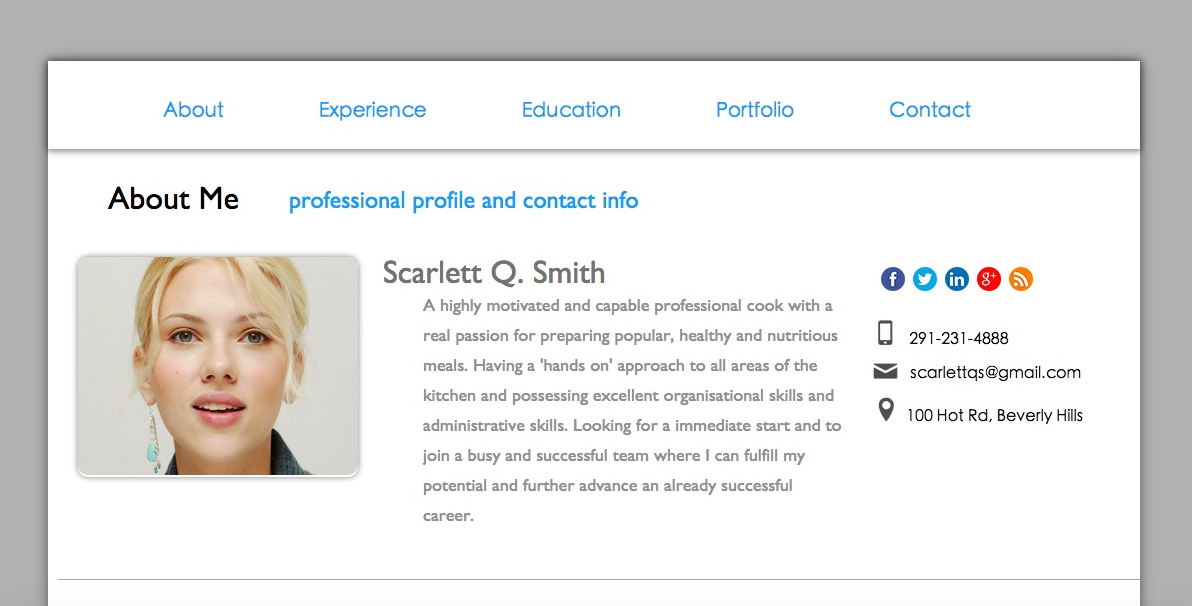 About Experience Education Portfolio Contact
About Me professional profile and contact info
Scarlett Q. Smith
A highly motivated and capable professional cook with a
real passion for preparing popular, healthy and nutritious
meals. Having a 'hands on' approach to all areas of the
kitchen and possessing excellent organisational skills and
administrative skills. Looking for a immediate start and to
join a busy and successful team where I can fulfill my
potential and further advance an already successful
career.
f in g+
291-231-4888
scarlettqs@gmail.com
100 Hot Rd, Beverly Hills